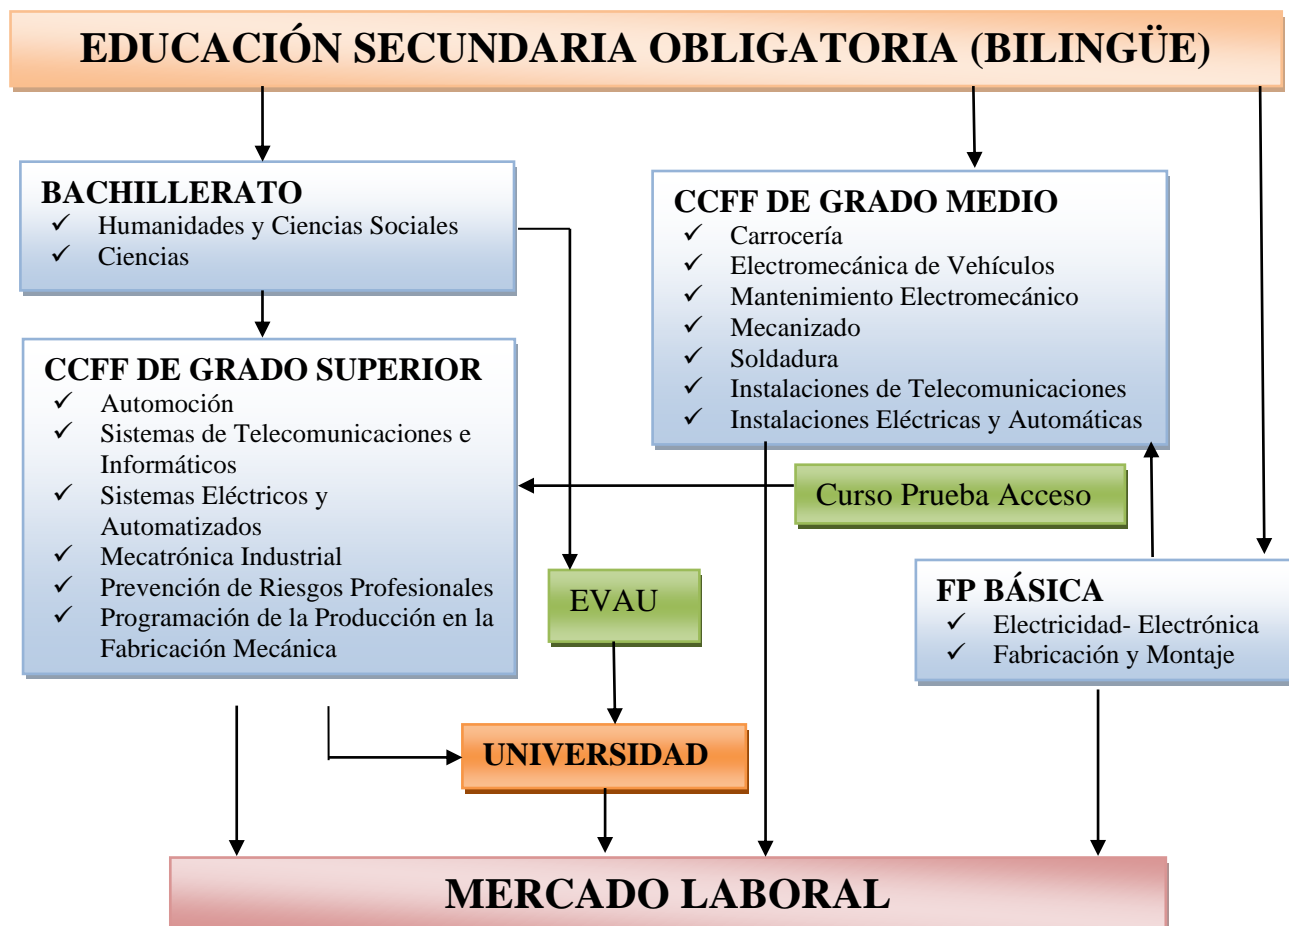 EDUCACIÓN SECUNDARIA OBLIGATORIA (BILINGÜE)
BACHILLERATO
✓ Humanidades y Ciencias Sociales
✓ Ciencias
CCFF DE GRADO MEDIO
✓ Carrocería
✓ Electromecánica de Vehículos
✓ Mantenimiento Electromecánico
✓ Mecanizado
✓ Soldadura
✓ Instalaciones de Telecomunicaciones
✓ Instalaciones Eléctricas y Automáticas
CCFF DE GRADO SUPERIOR
✓ Automoción
✓ Sistemas de Telecomunicaciones e
Informáticos
✓ Sistemas Eléctricos y
Automatizados
✓ Mecatrónica Industrial
✓ Prevención de Riesgos Profesionales
✓ Programación de la Producción en la
Fabricación Mecánica
Curso Prueba Acceso
EVAU
FP BÁSICA
✓ Electricidad- Electrónica
✓ Fabricación y Montaje
UNIVERSIDAD
MERCADO LABORAL